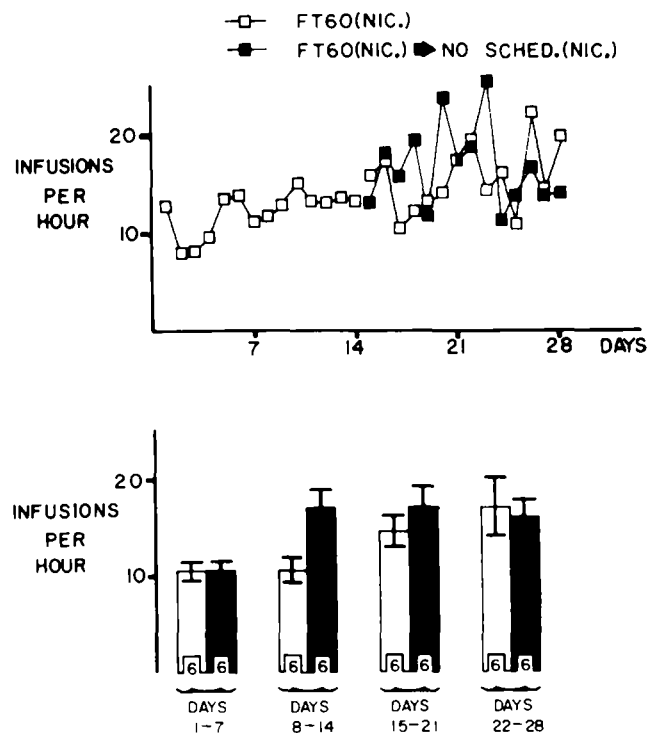 FT60(NIC.)
FT60(NIC.) ➡ NO SCHED.(NIC.)
INFUSIONS
PER
HOUR
20
10
7 14 21 28 DAYS
INFUSIONS
PER
HOUR
20
10
6 6 6 6 6 6 6 6
DAYS DAYS DAYS DAYS
1-7 8-14 15-21 22-28